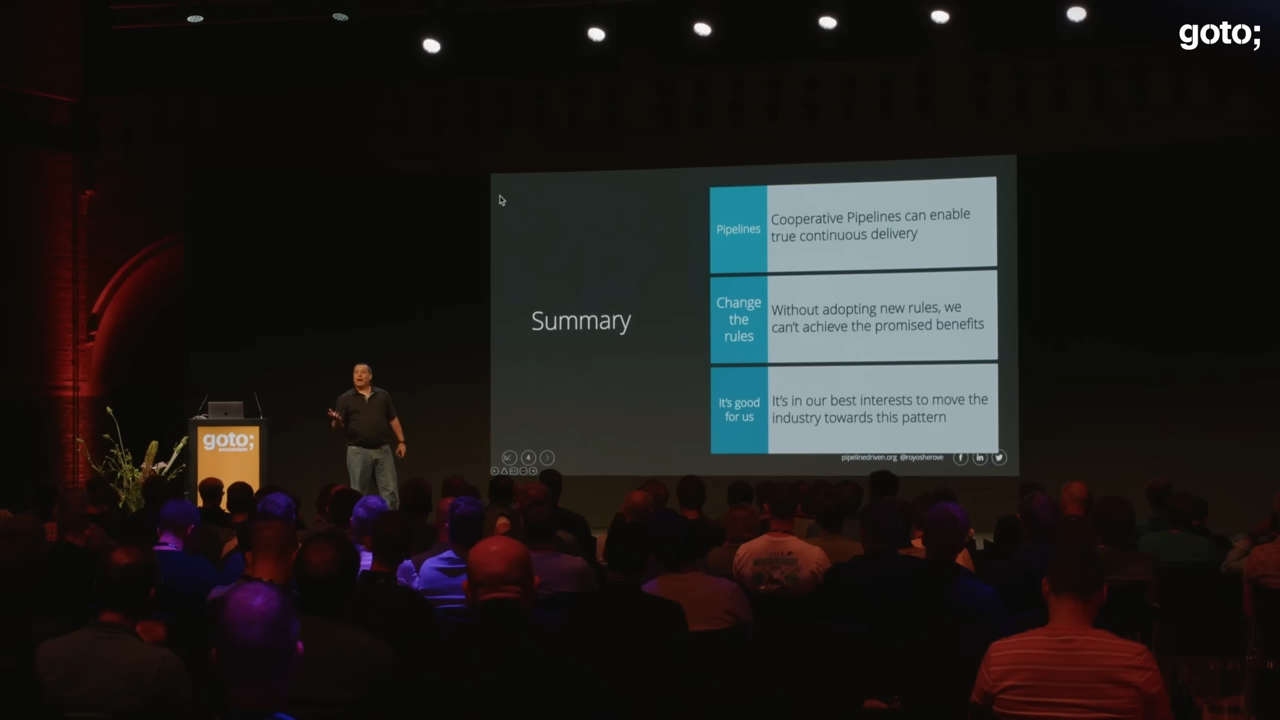 goto;
Pipelines
Cooperative Pipelines can enable
true continuous delivery
Change
the
rules
Without adopting new rules, we
can't achieve the promised benefits
Summary
It's good
for us
It's in our best interests to move the
industry towards this pattern
pipelinedriven.org @royosherove
4
goto;